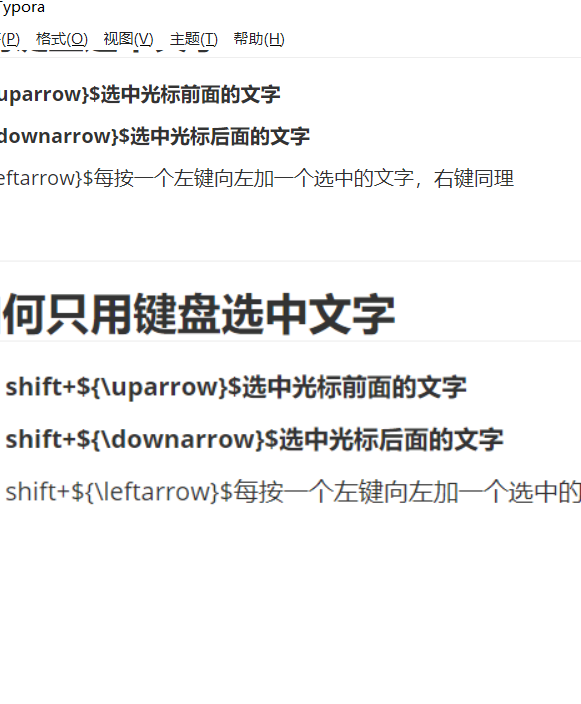 Typora
(P) 格式(O) 视图(V) 主题(T) 帮助(H)
uparrow}$选中光标前面的文字
downarrow}$选中光标后面的文字
eftarrow}$每按一个左键向左加一个选中的文字，右键同理
何只用键盘选中文字
shift+${\uparrow}$选中光标前面的文字
shift+${\downarrow}$选中光标后面的文字
shift+${\leftarrow}$每按一个左键向左加一个选中的